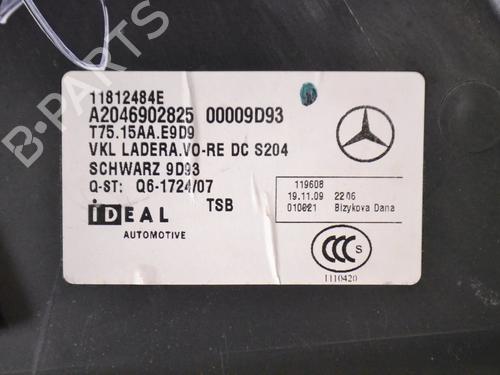 B-PARTS
11812484E
A2046902825 00009D93
T75.15AA.E9D9
VKL LADERA.VO-RE DC S204
SCHWARZ 9D93
Q-ST: Q6-1724/07
IDEAL TSB
AUTOMOTIVE
119608
19.11.09 22:06
010021 Bizykova Dana
CCC S
1110420